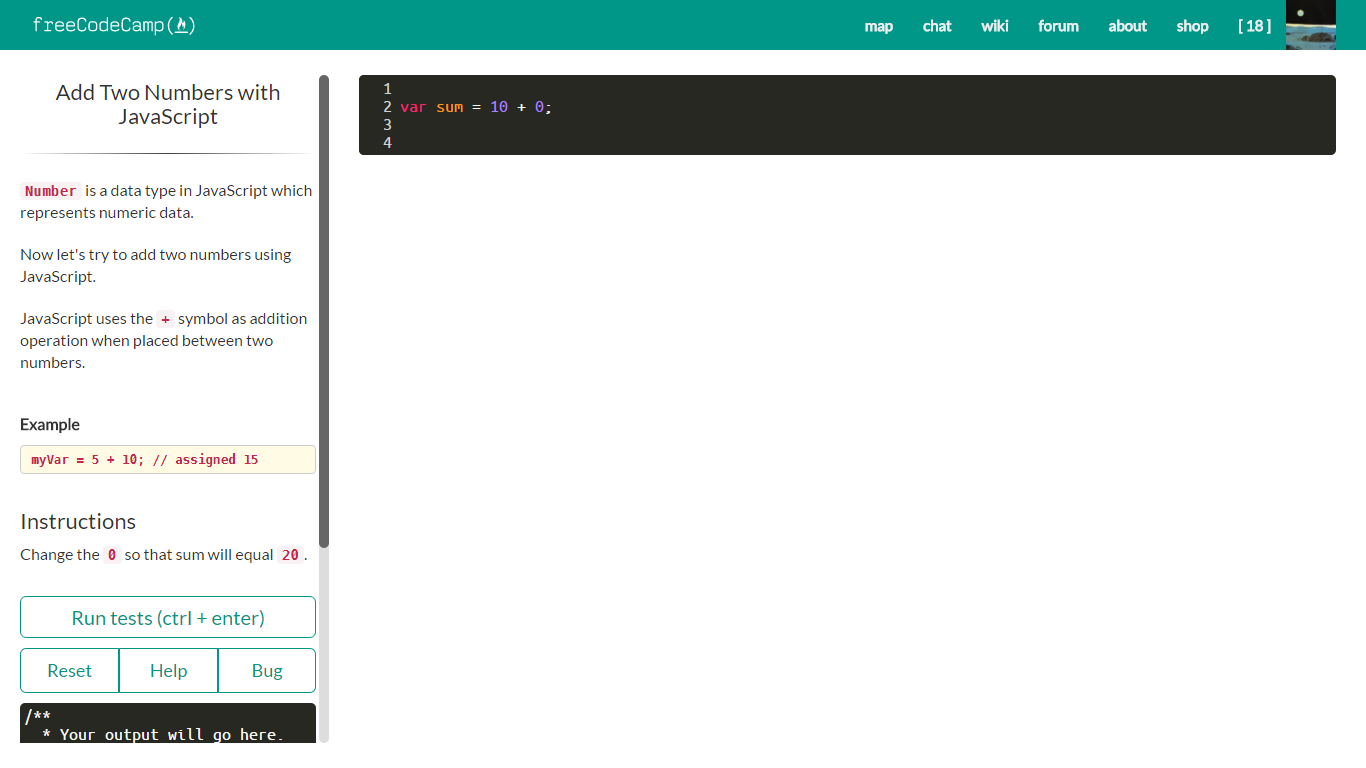 freeCodeCamp(🔥)
map chat wiki forum about shop [ 18 ]
Add Two Numbers with
JavaScript
Number is a data type in JavaScript which
represents numeric data.
Now let's try to add two numbers using
JavaScript.
JavaScript uses the + symbol as addition
operation when placed between two
numbers.
Example
myVar = 5 + 10; // assigned 15
Instructions
Change the 0 so that sum will equal 20 .
Run tests (ctrl + enter)
Reset Help Bug
/**
* Your output will go here.
1
2 var sum = 10 + 0;
3
4